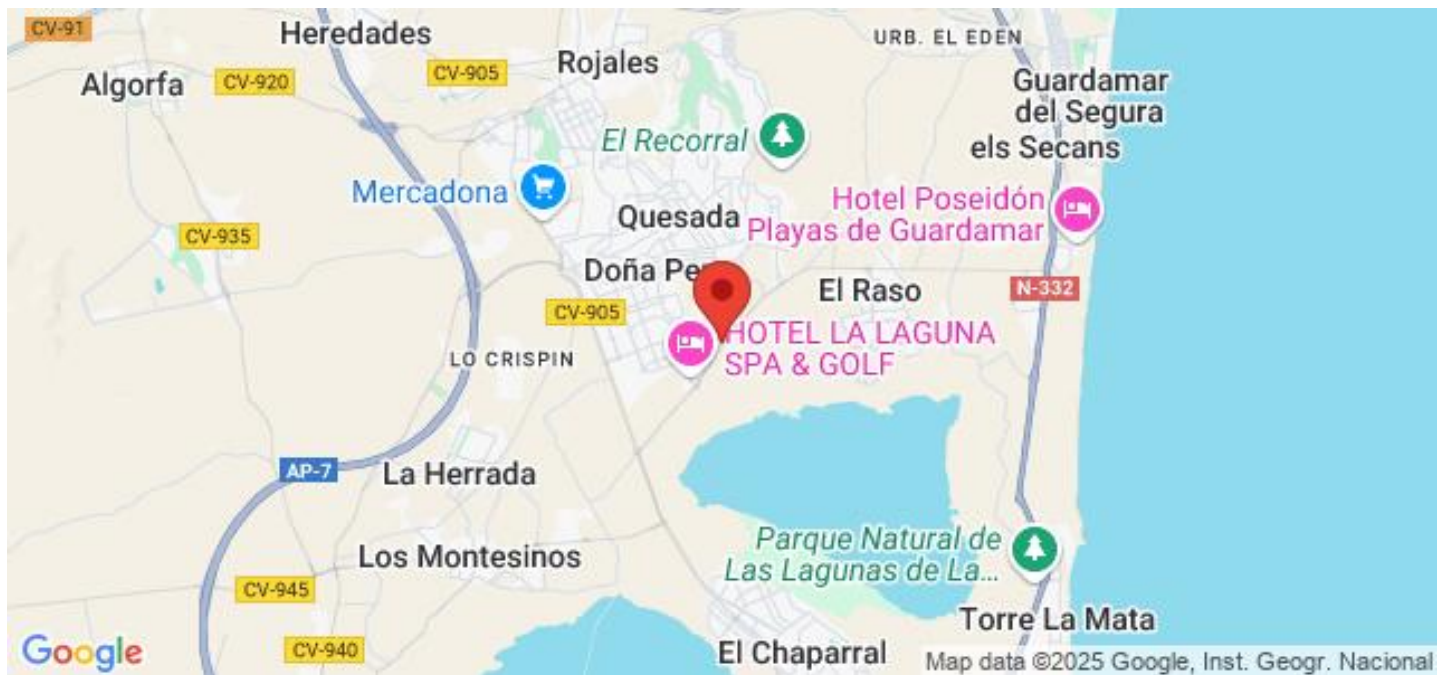 CV-91
Heredades
URB. EL EDEN
Rojales
CV-905
Algorfa
CV-920
Guardamar
del Segura
El Recorral
els Secans
Mercadona
Hotel Poseidón
Playas de Guardamar
Quesada
CV-935
Doña Pe
El Raso
N-332
CV-905
HOTEL LA LAGUNA
SPA & GOLF
LO CRISPIN
AP-7
La Herrada
Parque Natural de
Las Lagunas de La...
Los Montesinos
CV-945
Torre La Mata
CV-940
El Chaparral
Google
Map data ©2025 Google, Inst. Geogr. Nacional